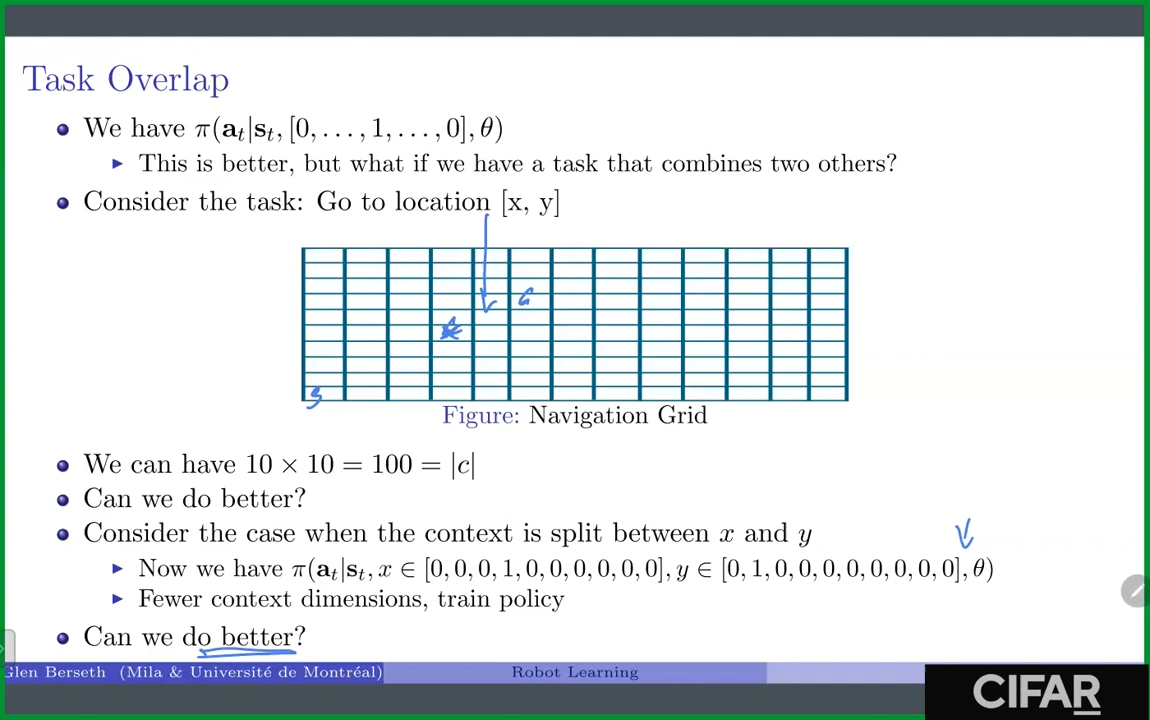 Task Overlap
We have π(a_t|s_t, [0, . . . , 1, . . . , 0], θ)
This is better, but what if we have a task that combines two others?
Consider the task: Go to location [x, y]
G
S
Figure: Navigation Grid
We can have 10 × 10 = 100 = |c|
Can we do better?
Consider the case when the context is split between x and y
Now we have π(a_t|s_t, x ∈ [0, 0, 0, 1, 0, 0, 0, 0, 0, 0], y ∈ [0, 1, 0, 0, 0, 0, 0, 0, 0, 0], θ)
Fewer context dimensions, train policy
Can we do better?
Glen Berseth (Mila & Université de Montréal) Robot Learning
CIFAR